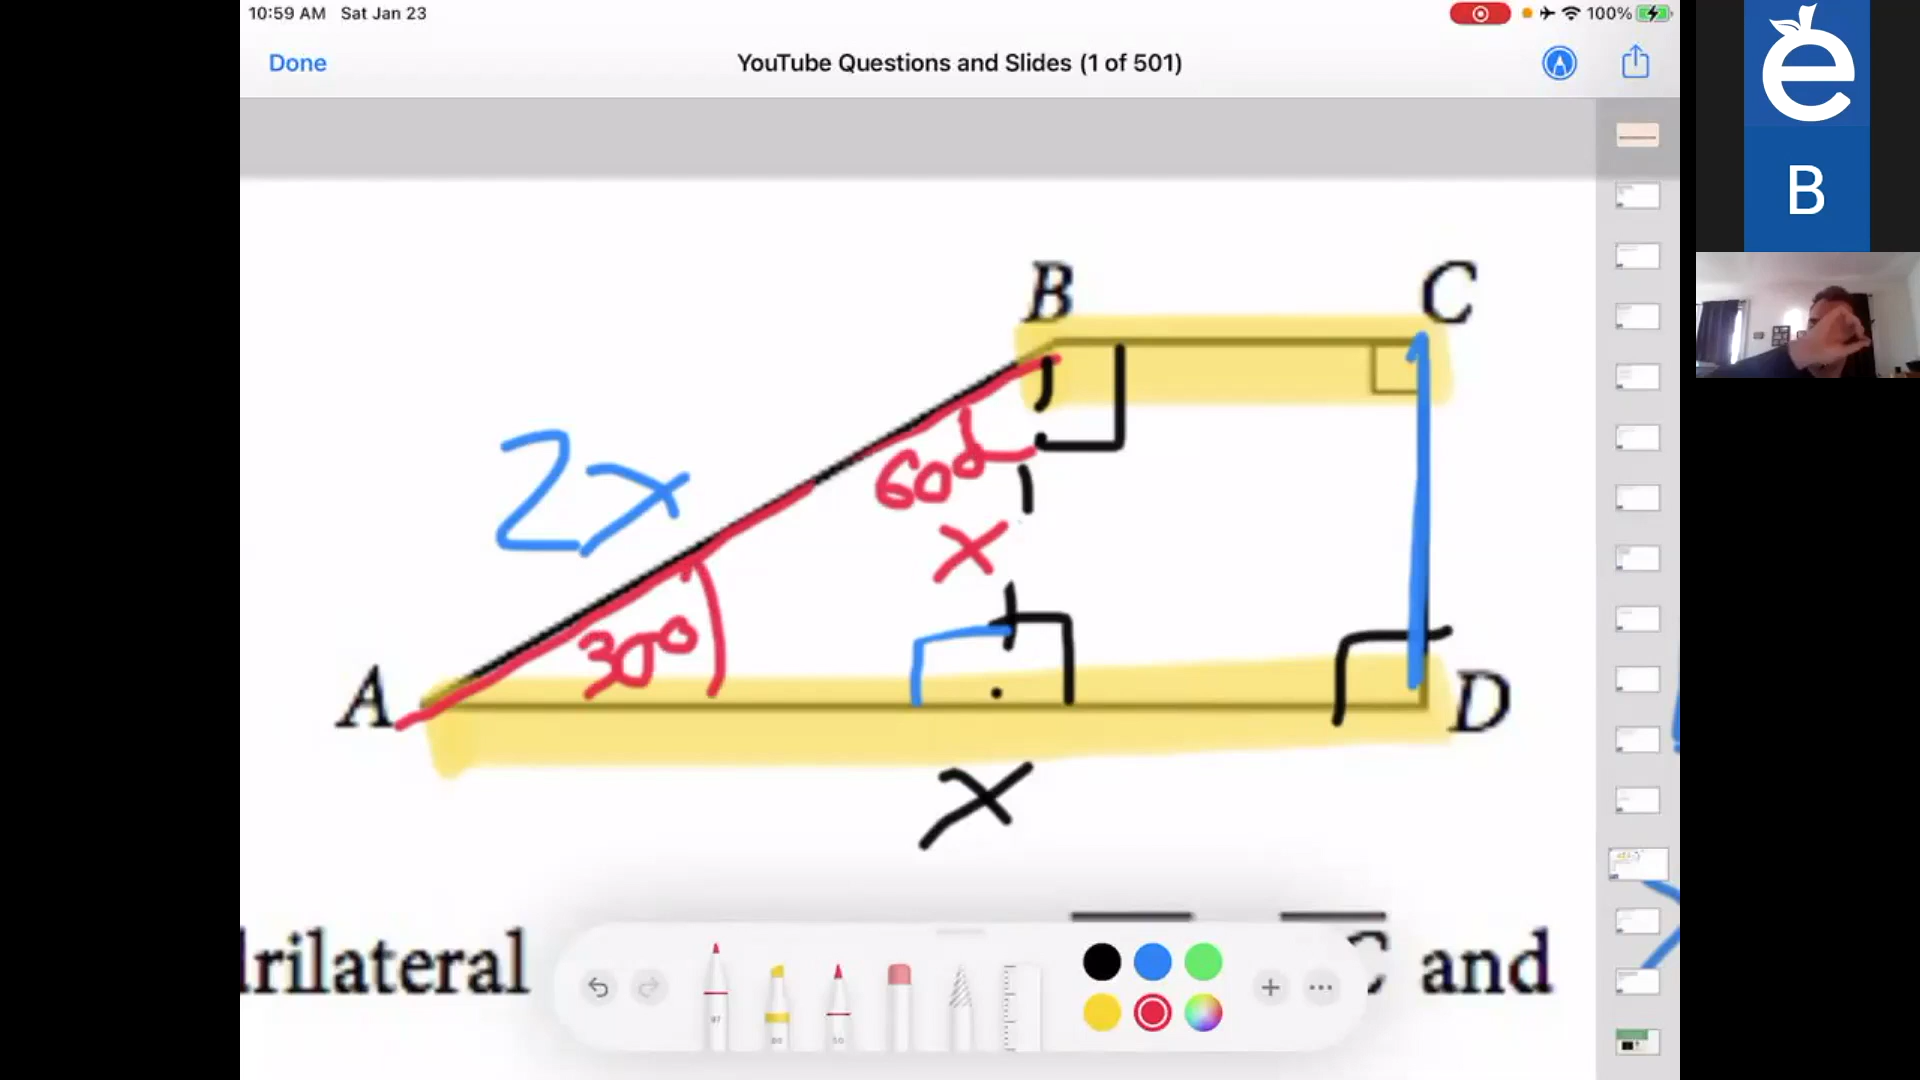 10:59 AM Sat Jan 23
100%
Done
YouTube Questions and Slides (1 of 501)
e
B
B
C
2x
60
x
30
A
D
x
rilateral
C and